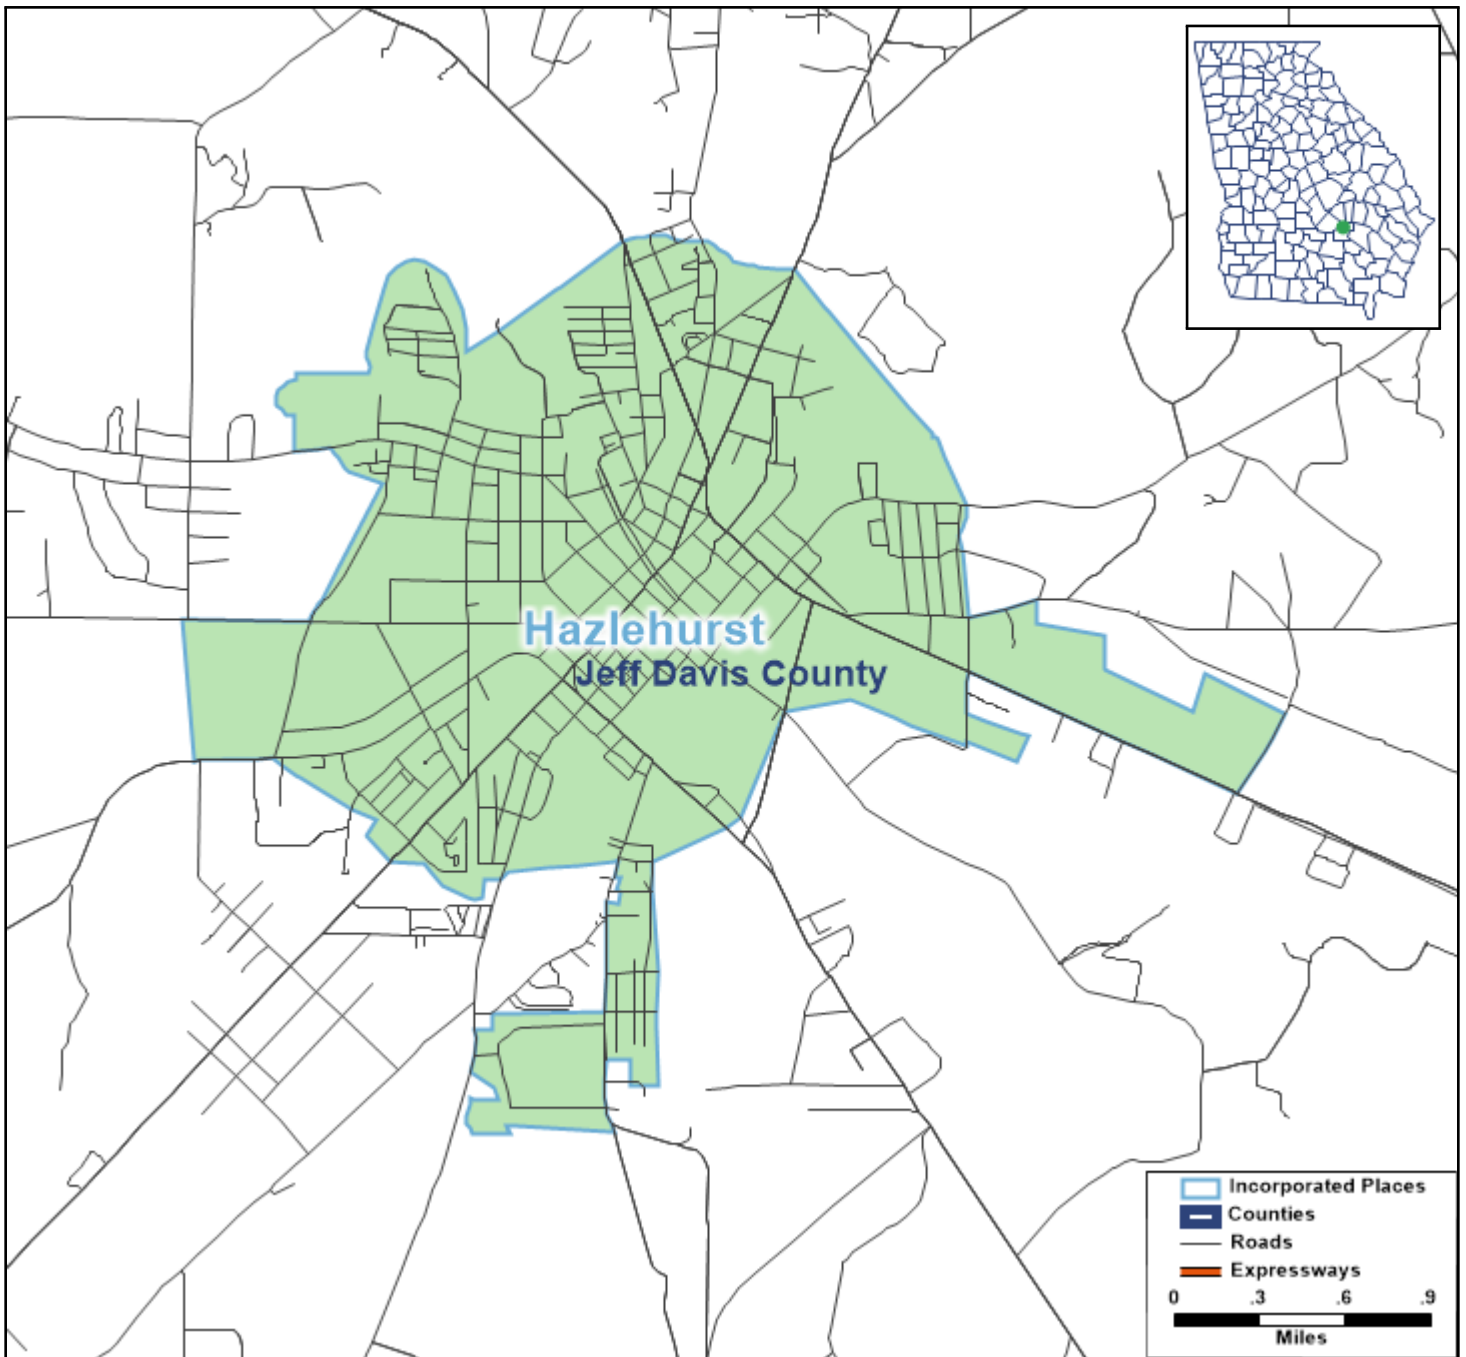 Hazlehurst
Jeff Davis County
Incorporated Places
Counties
Roads
Expressways
0 .3 .6 .9
Miles